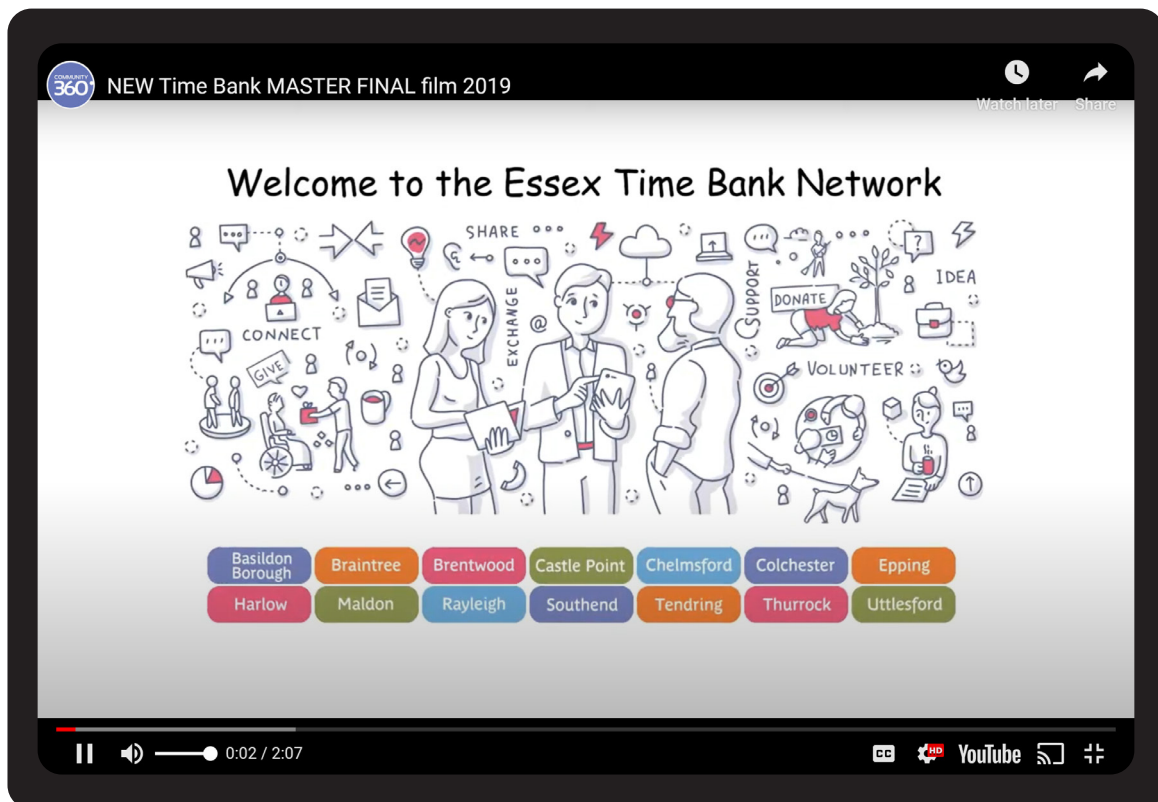 COMMUNITY
360°
NEW Time Bank MASTER FINAL film 2019
Watch later
Share
Welcome to the Essex Time Bank Network
SHARE
EXCHANGE
@
SUPPORT
DONATE
?
IDEA
CONNECT
GIVE
VOLUNTEER
Basildon
Borough
Braintree
Brentwood
Castle Point
Chelmsford
Colchester
Epping
Harlow
Maldon
Rayleigh
Southend
Tendring
Thurrock
Uttlesford
0:02 / 2:07
CC
HD
YouTube